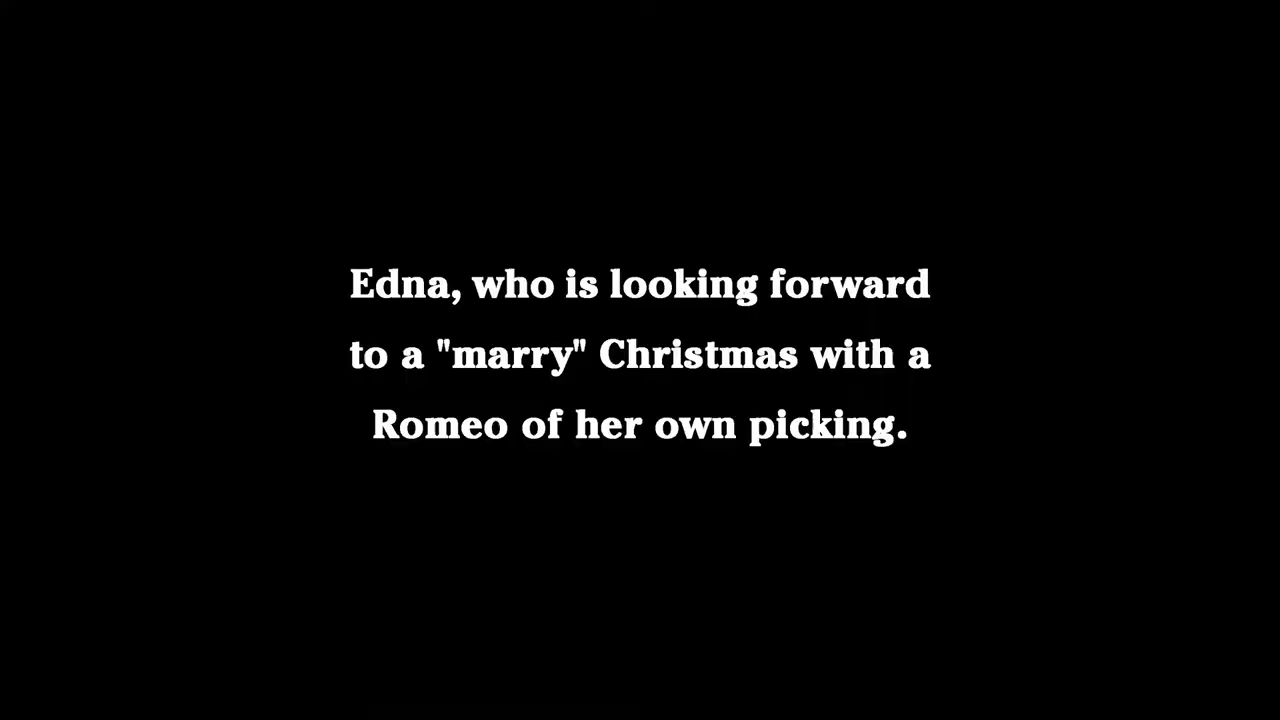 Edna, who is looking forward
to a "marry" Christmas with a
Romeo of her own picking.